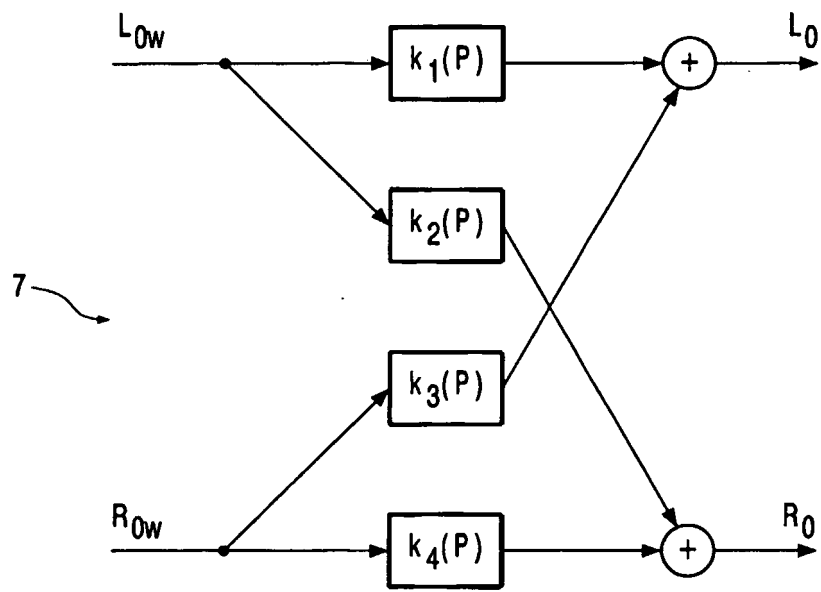 L0w
k1(P)
L0
+
k2(P)
7
k3(P)
R0w
k4(P)
R0
+